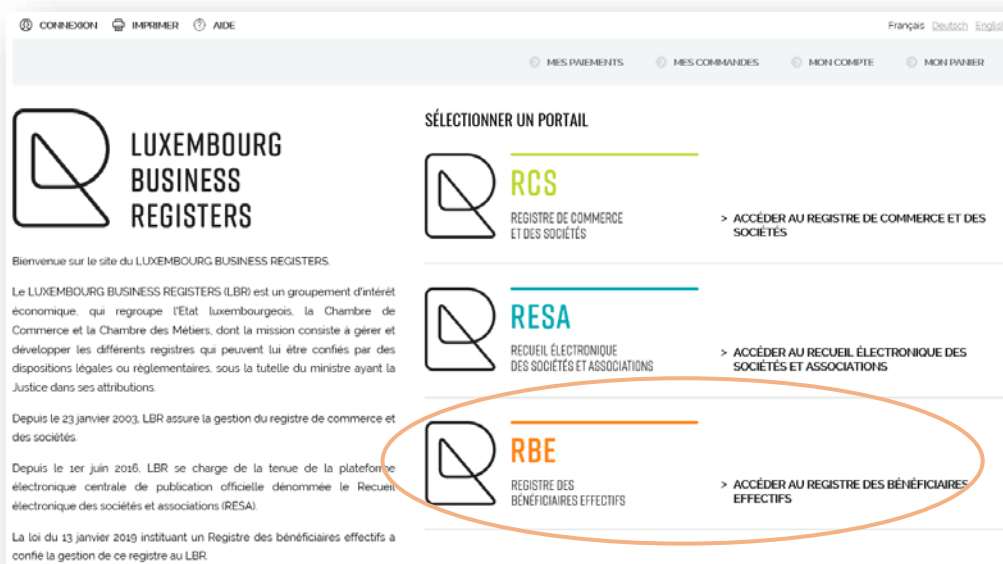 CONNEXION IMPRIMER AIDE
Français Deutsch English
MES PAIEMENTS MES COMMANDES MON COMPTE MON PANIER
LUXEMBOURG
BUSINESS
REGISTERS
Bienvenue sur le site du LUXEMBOURG BUSINESS REGISTERS.
Le LUXEMBOURG BUSINESS REGISTERS (LBR) est un groupement d'intérêt
économique, qui regroupe l'Etat luxembourgeois, la Chambre de
Commerce et la Chambre des Métiers, dont la mission consiste à gérer et
développer les différents registres qui peuvent lui être confiés par des
dispositions légales ou règlementaires, sous la tutelle du ministre ayant la
Justice dans ses attributions.
Depuis le 23 janvier 2003, LBR assure la gestion du registre de commerce et
des sociétés.
Depuis le 1er juin 2016, LBR se charge de la tenue de la plateforme
électronique centrale de publication officielle dénommée le Recueil
électronique des sociétés et associations (RESA).
La loi du 13 janvier 2019 instituant un Registre des bénéficiaires effectifs a
confié la gestion de ce registre au LBR.
SÉLECTIONNER UN PORTAIL
RCS
REGISTRE DE COMMERCE
ET DES SOCIÉTÉS
> ACCÉDER AU REGISTRE DE COMMERCE ET DES
SOCIÉTÉS
RESA
RECUEIL ÉLECTRONIQUE
DES SOCIÉTÉS ET ASSOCIATIONS
> ACCÉDER AU RECUEIL ÉLECTRONIQUE DES
SOCIÉTÉS ET ASSOCIATIONS
RBE
REGISTRE DES
BÉNÉFICIAIRES EFFECTIFS
> ACCÉDER AU REGISTRE DES BÉNÉFICIAIRES
EFFECTIFS